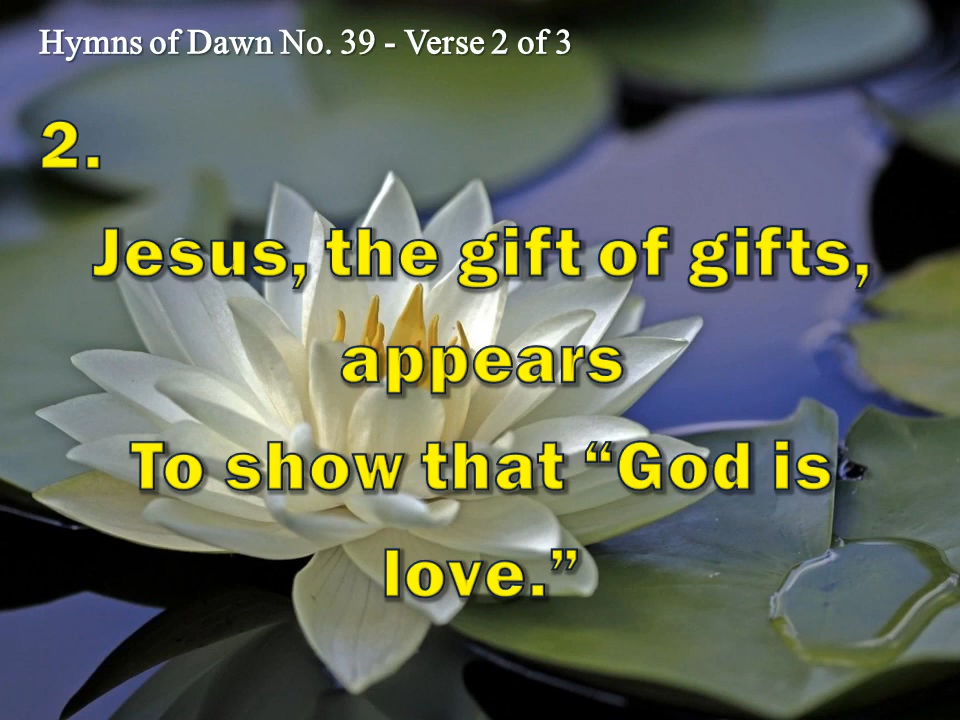 Hymns of Dawn No. 39 - Verse 2 of 3
2.
Jesus, the gift of gifts,
appears
To show that “God is
love.”